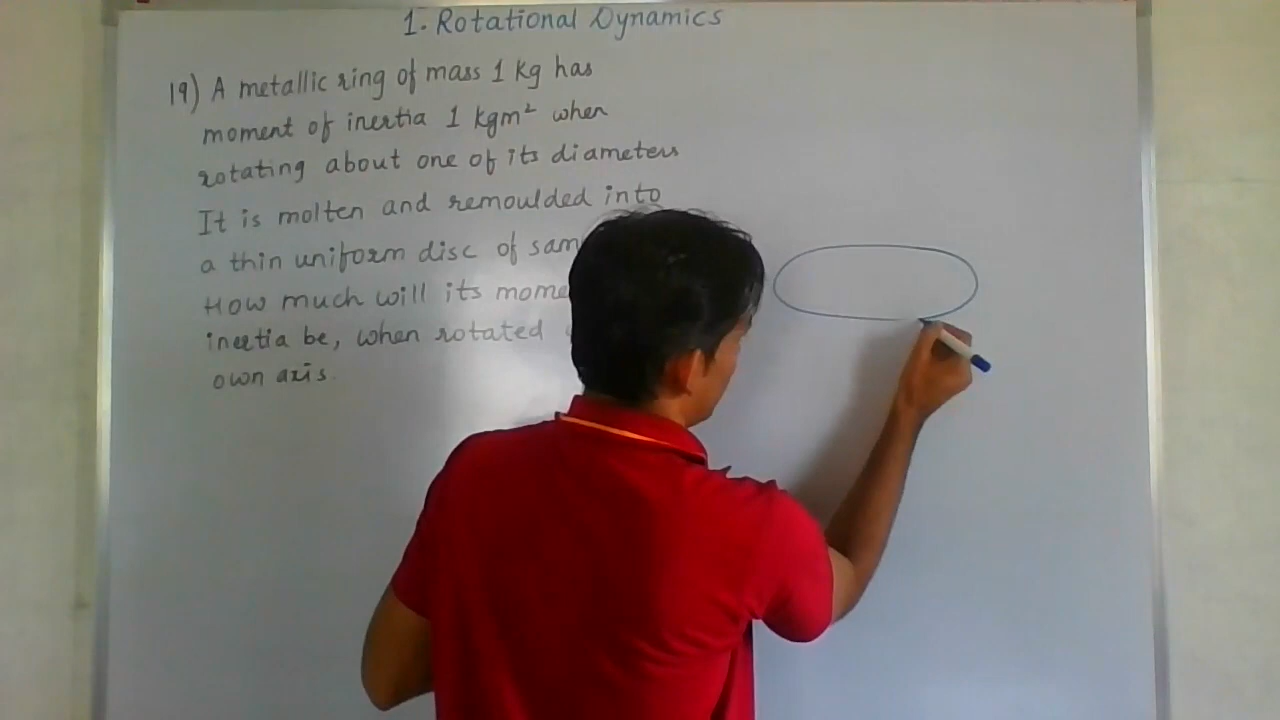 1. Rotational Dynamics
19) A metallic ring of mass 1 kg has
moment of inertia 1 kgm² when
rotating about one of its diameters
It is molten and remoulded into
a thin uniform disc of
How much will its
inertia be, when rotated
own axis.